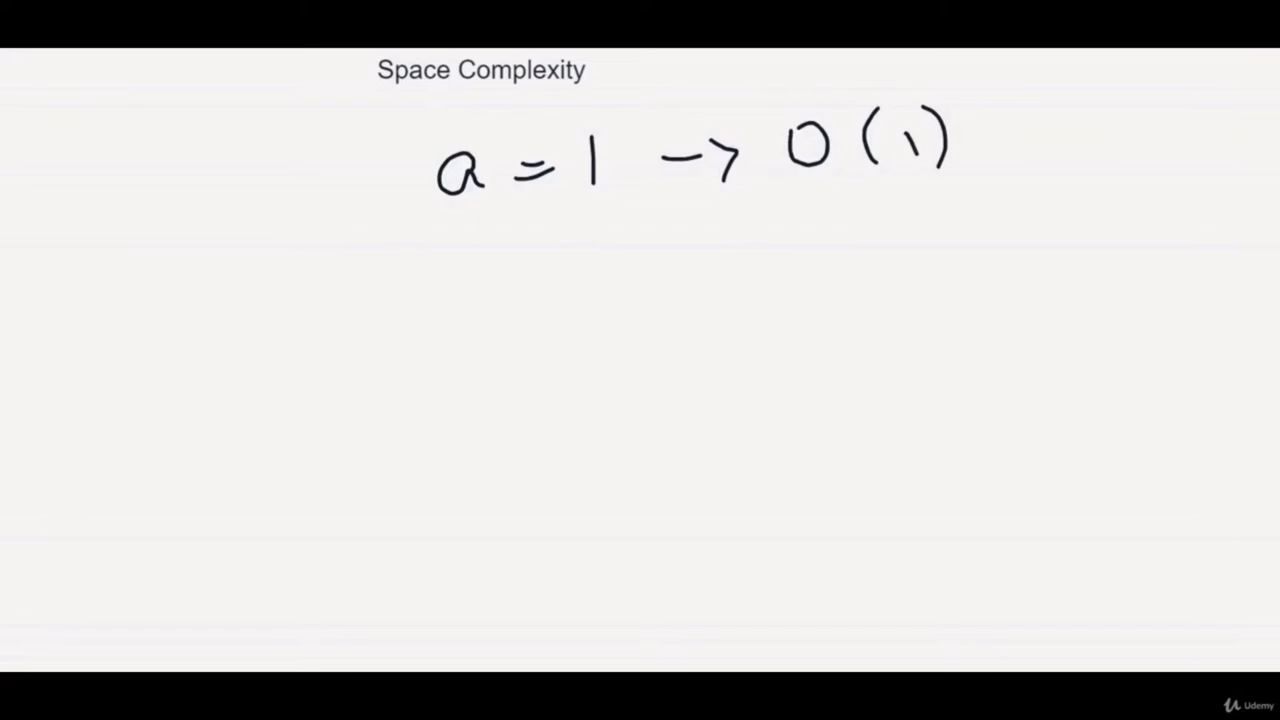 Space Complexity
a = 1 -> O(1)
Udemy